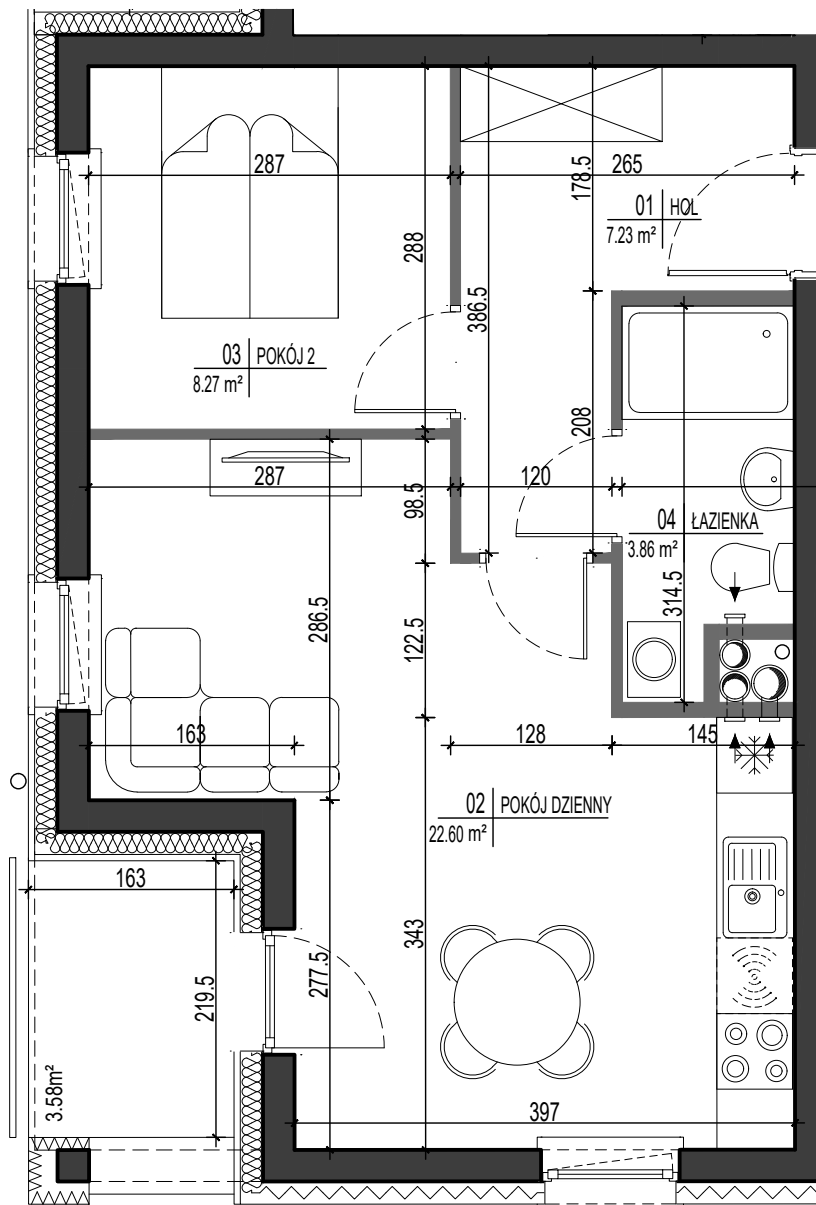 287
265
178.5
01 HOL
7.23 m²
288
386.5
03 POKÓJ 2
8.27 m²
208
287
98.5
120
04 ŁAZIENKA
3.86 m²
314.5
286.5
122.5
163
128
145
02 POKÓJ DZIENNY
22.60 m²
163
343
277.5
219.5
3.58m²
397